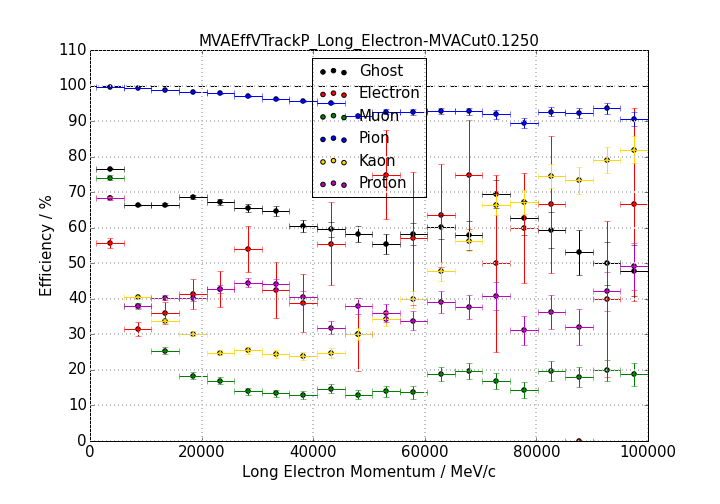 MVAEffVTrackP_Long_Electron-MVACut0.1250
110
100
90
80
70
60
50
40
30
20
10
0
Efficiency / %
Ghost
Electron
Muon
Pion
Kaon
Proton
0 20000 40000 60000 80000 100000
Long Electron Momentum / MeV/c